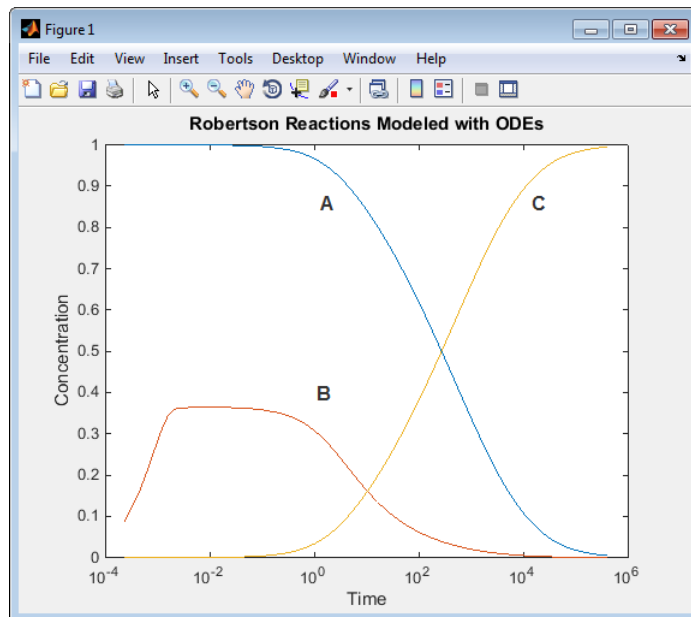 Figure 1
File Edit View Insert Tools Desktop Window Help
Robertson Reactions Modeled with ODEs
1
0.9
0.8
0.7
0.6
0.5
0.4
0.3
0.2
0.1
0
Concentration
A
C
B
10^-4 10^-2 10^0 10^2 10^4 10^6
Time